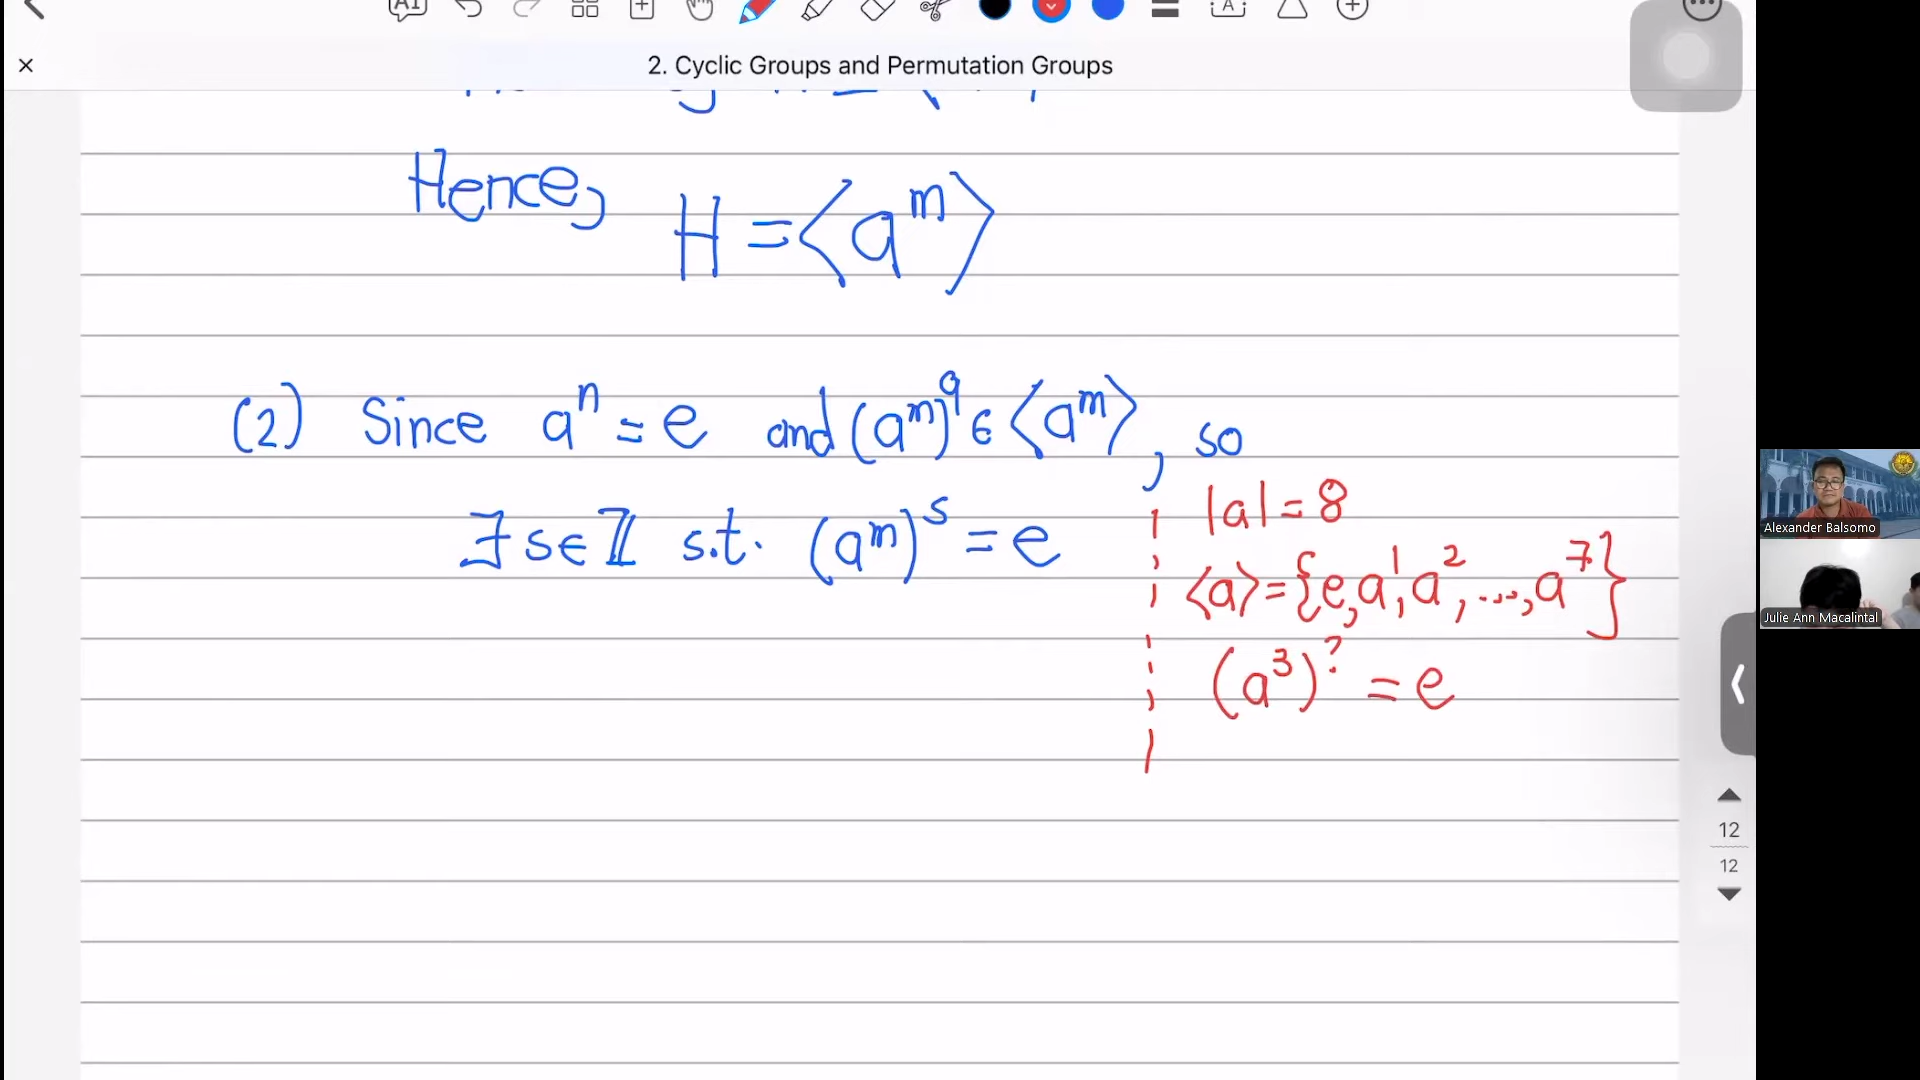 AI
A
2. Cyclic Groups and Permutation Groups
Hence, H = ⟨a^m⟩
(2) Since a^n = e and (a^m)^q ∈ ⟨a^m⟩, so
∃ s ∈ ℤ s.t. (a^m)^s = e
|a| = 8
⟨a⟩ = {e, a^1, a^2, ..., a^7}
(a^3)^? = e
Alexander Balsomo
Julie Ann Macalintal
12
12